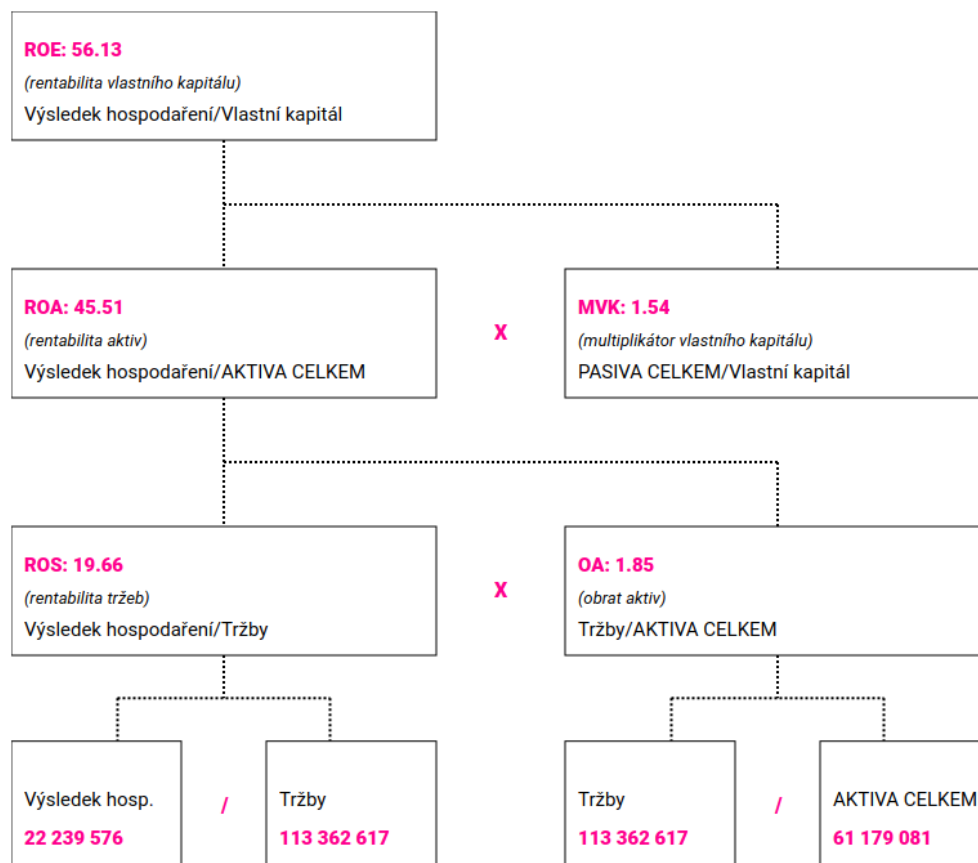 ROE: 56.13
(rentabilita vlastního kapitálu)
Výsledek hospodaření/Vlastní kapitál
ROA: 45.51
(rentabilita aktiv)
Výsledek hospodaření/AKTIVA CELKEM
X
MVK: 1.54
(multiplikátor vlastního kapitálu)
PASIVA CELKEM/Vlastní kapitál
ROS: 19.66
(rentabilita tržeb)
Výsledek hospodaření/Tržby
X
OA: 1.85
(obrat aktiv)
Tržby/AKTIVA CELKEM
Výsledek hosp.
22 239 576
/
Tržby
113 362 617
Tržby
113 362 617
/
AKTIVA CELKEM
61 179 081